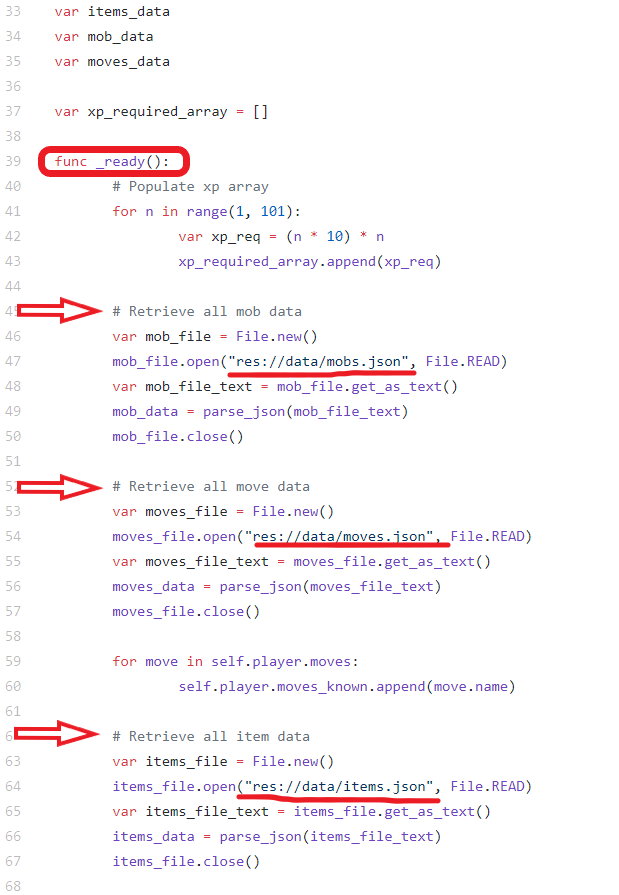 33 var items_data
34 var mob_data
35 var moves_data
36
37 var xp_required_array = []
38
39 func _ready():
40 # Populate xp array
41 for n in range(1, 101):
42 var xp_req = (n * 10) * n
43 xp_required_array.append(xp_req)
44
45 # Retrieve all mob data
46 var mob_file = File.new()
47 mob_file.open("res://data/mobs.json", File.READ)
48 var mob_file_text = mob_file.get_as_text()
49 mob_data = parse_json(mob_file_text)
50 mob_file.close()
51
52 # Retrieve all move data
53 var moves_file = File.new()
54 moves_file.open("res://data/moves.json", File.READ)
55 var moves_file_text = moves_file.get_as_text()
56 moves_data = parse_json(moves_file_text)
57 moves_file.close()
58
59 for move in self.player.moves:
60 self.player.moves_known.append(move.name)
61
# Retrieve all item data
63 var items_file = File.new()
64 items_file.open("res://data/items.json", File.READ)
65 var items_file_text = items_file.get_as_text()
66 items_data = parse_json(items_file_text)
67 items_file.close()
68